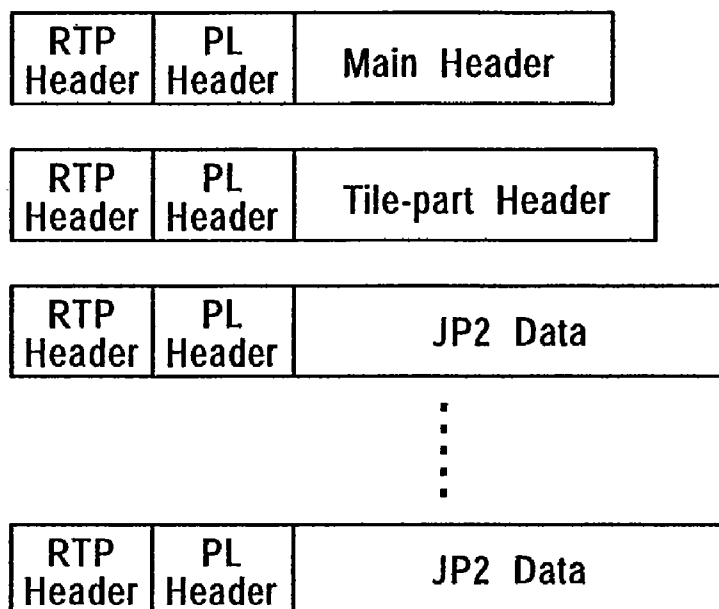 RTP Header PL Header Main Header
RTP Header PL Header Tile-part Header
RTP Header PL Header JP2 Data
RTP Header PL Header JP2 Data